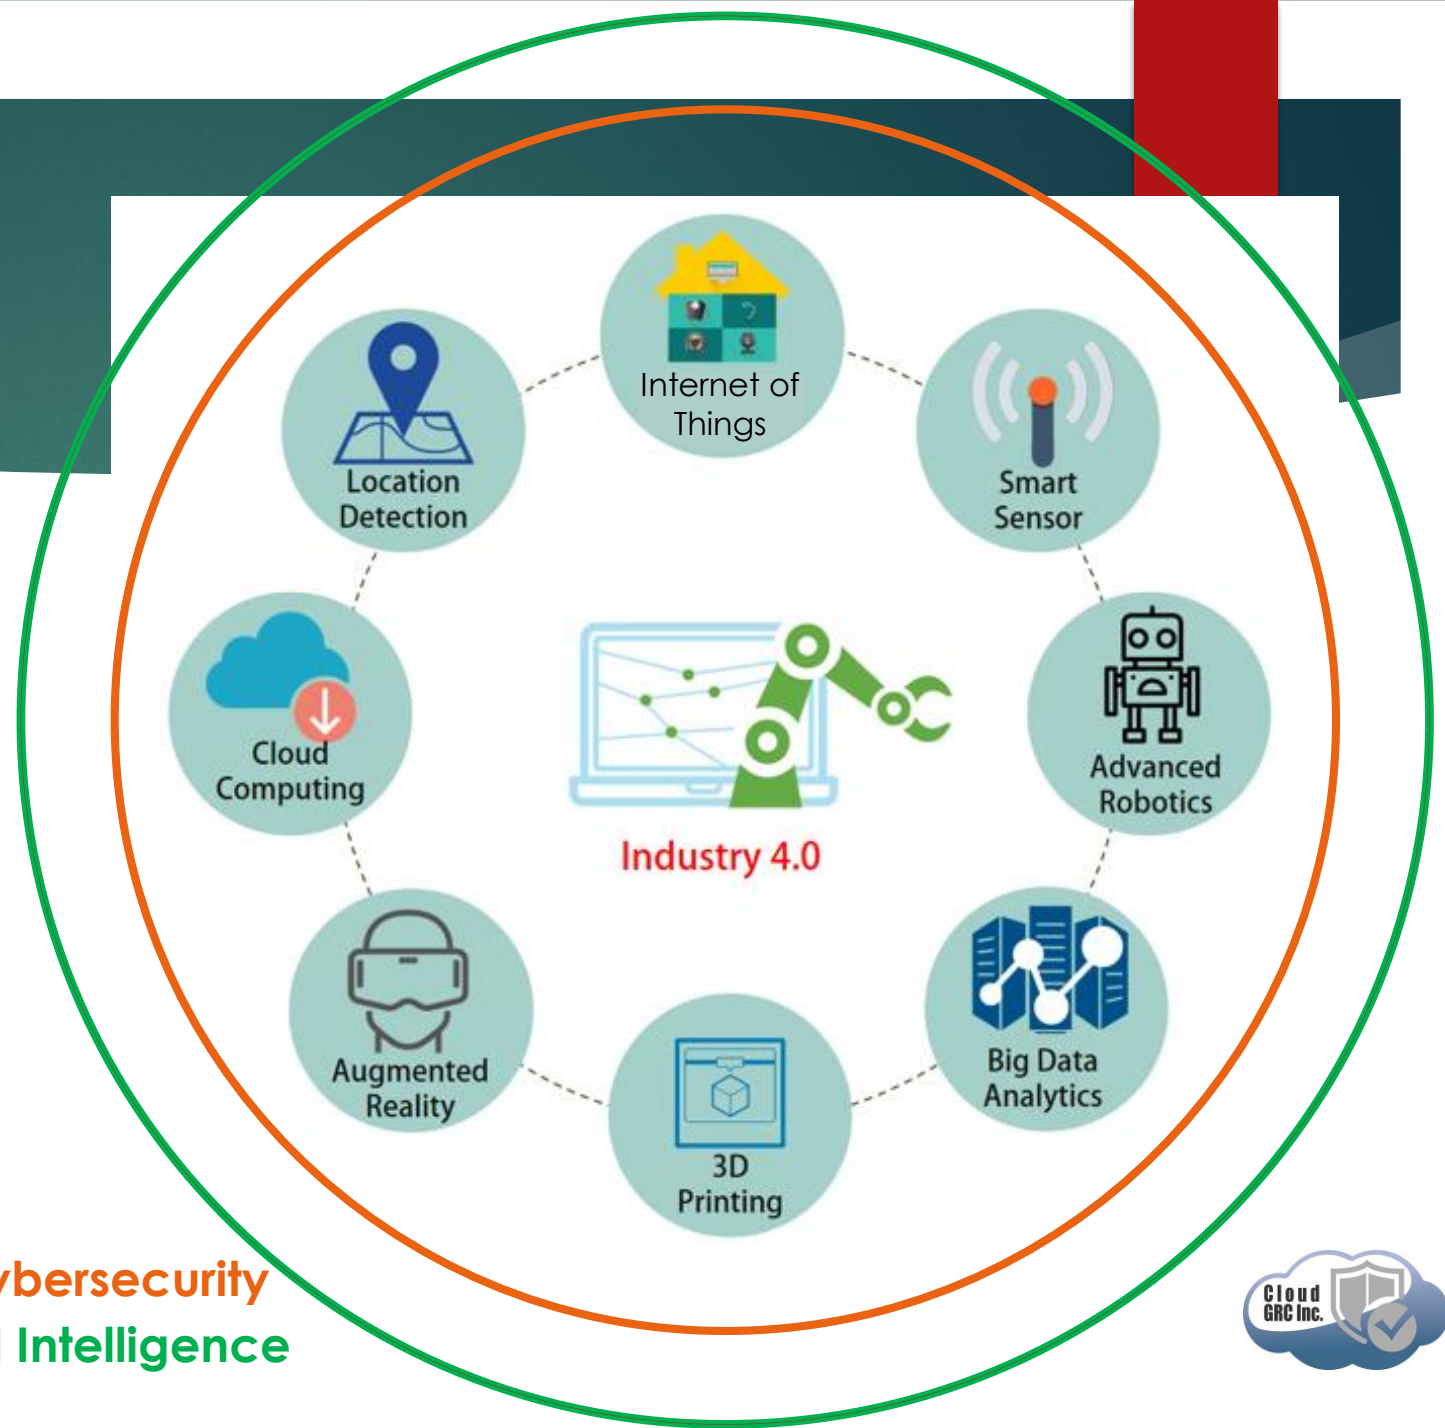 Internet of
Things
Location
Detection
Smart
Sensor
Cloud
Computing
Advanced
Robotics
Industry 4.0
Augmented
Reality
Big Data
Analytics
3D
Printing
ybersecurity
l Intelligence
Cloud
GRC Inc.